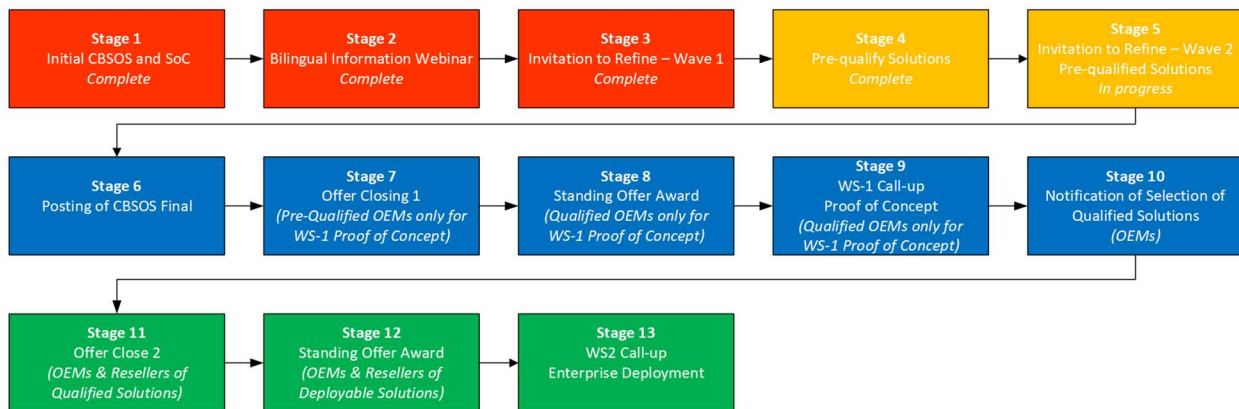 Stage 1
Initial CBSOS and SoC
Complete
Stage 2
Bilingual Information Webinar
Complete
Stage 3
Invitation to Refine – Wave 1
Complete
Stage 4
Pre-qualify Solutions
Complete
Stage 5
Invitation to Refine – Wave 2
Pre-qualified Solutions
In progress
Stage 6
Posting of CBSOS Final
Stage 7
Offer Closing 1
(Pre-Qualified OEMs only for
WS-1 Proof of Concept)
Stage 8
Standing Offer Award
(Qualified OEMs only for
WS-1 Proof of Concept)
Stage 9
WS-1 Call-up
Proof of Concept
(Qualified OEMs only for
WS-1 Proof of Concept)
Stage 10
Notification of Selection of
Qualified Solutions
(OEMs)
Stage 11
Offer Close 2
(OEMs & Resellers of
Qualified Solutions)
Stage 12
Standing Offer Award
(OEMs & Resellers of
Deployable Solutions)
Stage 13
WS2 Call-up
Enterprise Deployment